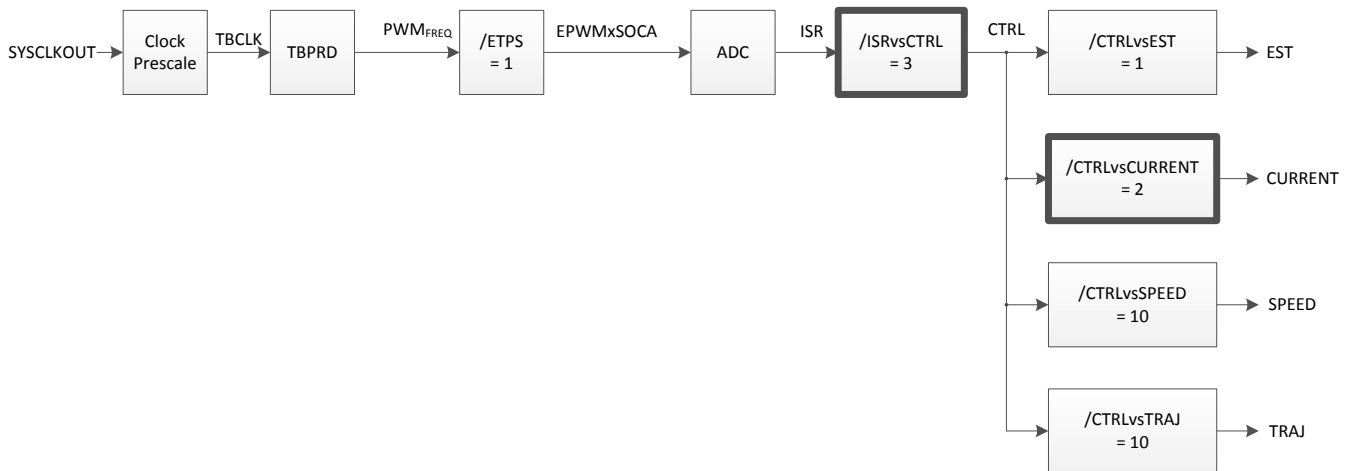 SYSCLKOUT
Clock
Prescale
TBCLK
TBPRD
PWMFREQ
/ETPS
= 1
EPWMxSOCA
ADC
ISR
/ISRvsCTRL
= 3
CTRL
/CTRLvsEST
= 1
EST
/CTRLvsCURRENT
= 2
CURRENT
/CTRLvsSPEED
= 10
SPEED
/CTRLvsTRAJ
= 10
TRAJ